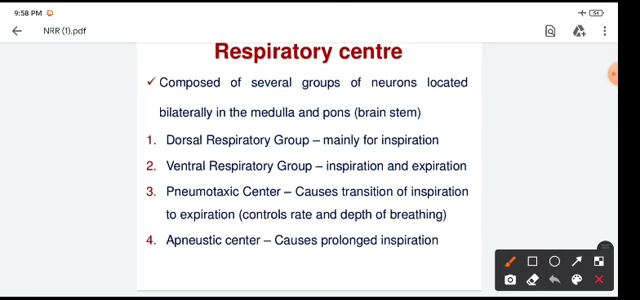 9:58 PM
54
NRR (1).pdf
Respiratory centre
✓ Composed of several groups of neurons located
bilaterally in the medulla and pons (brain stem)
1. Dorsal Respiratory Group – mainly for inspiration
2. Ventral Respiratory Group – inspiration and expiration
3. Pneumotaxic Center – Causes transition of inspiration
to expiration (controls rate and depth of breathing)
4. Apneustic center – Causes prolonged inspiration